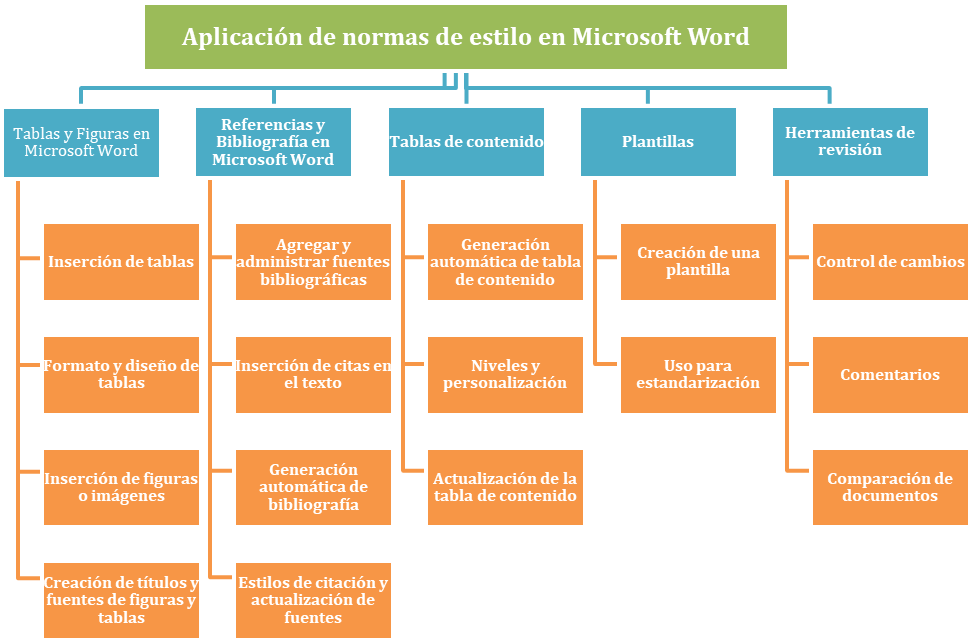 Aplicación de normas de estilo en Microsoft Word
Tablas y Figuras en
Microsoft Word
Inserción de tablas
Formato y diseño de
tablas
Inserción de figuras
o imágenes
Creación de títulos y
fuentes de figuras y
tablas
Referencias y
Bibliografía en
Microsoft Word
Agregar y
administrar fuentes
bibliográficas
Inserción de citas en
el texto
Generación
automática de
bibliografía
Estilos de citación y
actualización de
fuentes
Tablas de contenido
Generación
automática de tabla
de contenido
Niveles y
personalización
Actualización de la
tabla de contenido
Plantillas
Creación de una
plantilla
Uso para
estandarización
Herramientas de
revisión
Control de cambios
Comentarios
Comparación de
documentos